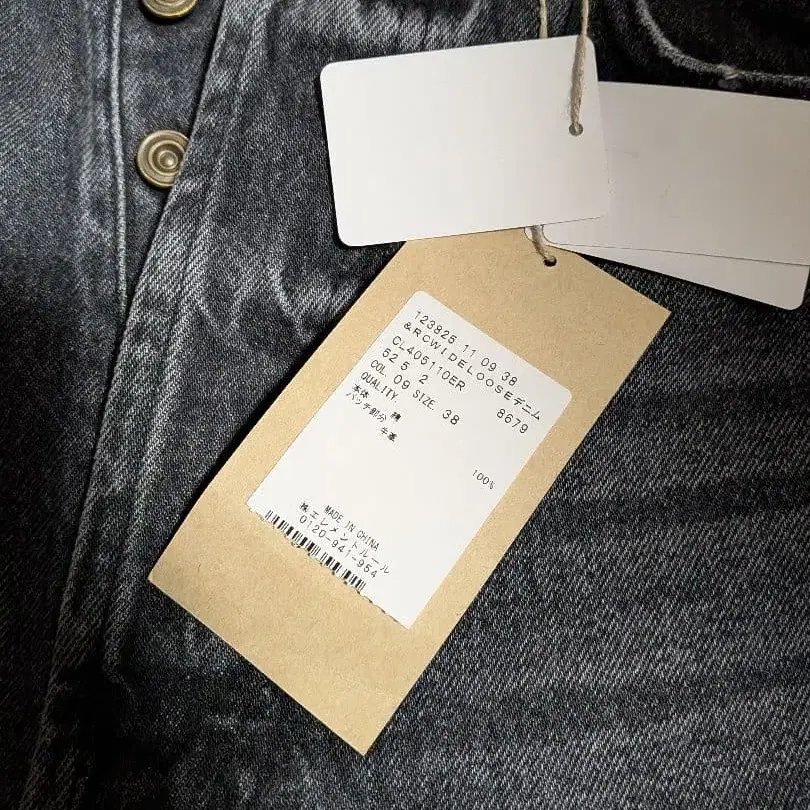 123825 11 09 38
&RCWIDELOOSEデニム
CL405110ER 8679
52 5 2
COL. 09 SIZE. 38
QUALITY.
本体 綿 100%
パッチ部分 牛革
MADE IN CHINA
㈱エレメントルール
0120-941-954